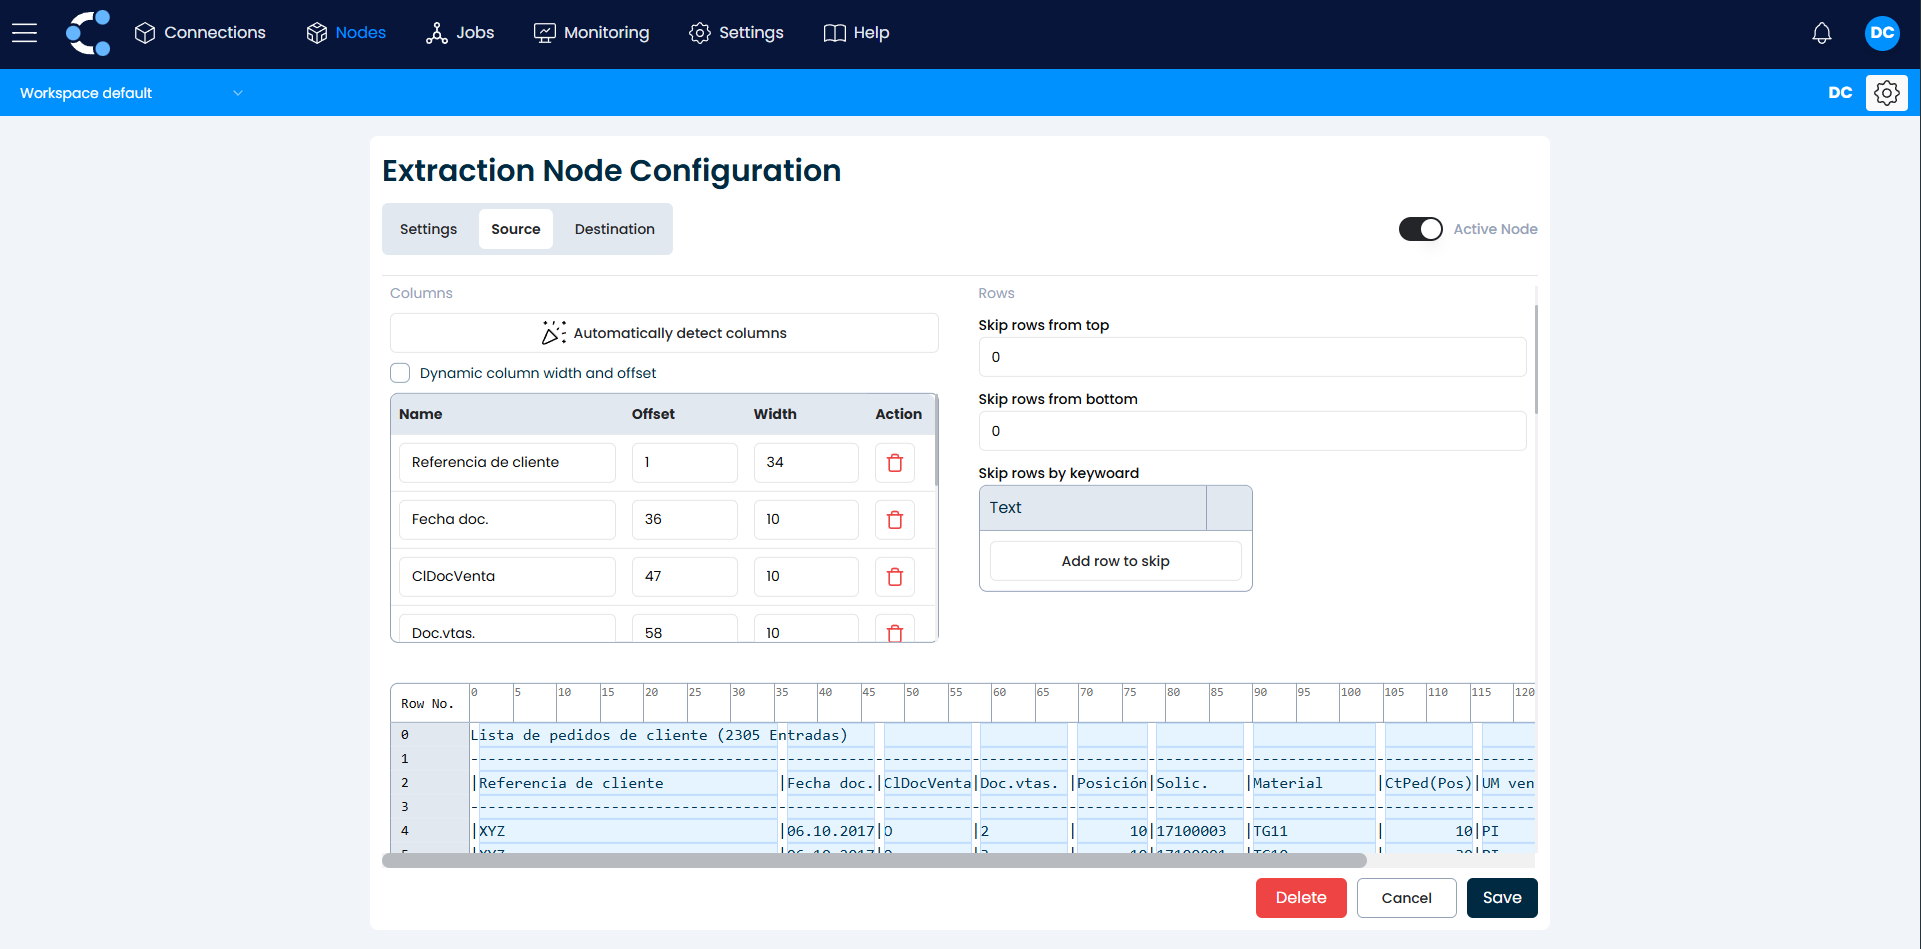 Connections Nodes Jobs Monitoring Settings Help DC
Workspace default DC
Extraction Node Configuration
Settings Source Destination Active Node
Columns
Automatically detect columns
Dynamic column width and offset
Name Offset Width Action
Referencia de cliente 1 34
Fecha doc. 36 10
ClDocVenta 47 10
Doc.vtas. 58 10
Rows
Skip rows from top
0
Skip rows from bottom
0
Skip rows by keywoard
Text
Add row to skip
Row No. 0 5 10 15 20 25 30 35 40 45 50 55 60 65 70 75 80 85 90 95 100 105 110 115 120
0 Lista de pedidos de cliente (2305 Entradas)
1 ----------------------------------------------------------------------------------------------------
2 |Referencia de cliente |Fecha doc.|ClDocVenta|Doc.vtas. |Posición|Solic. |Material |CtPed(Pos)|UM ven
3 ----------------------------------------------------------------------------------------------------
4 |XYZ |06.10.2017|O |2 | 10|17100003 |TG11 | 10|PI
Delete Cancel Save